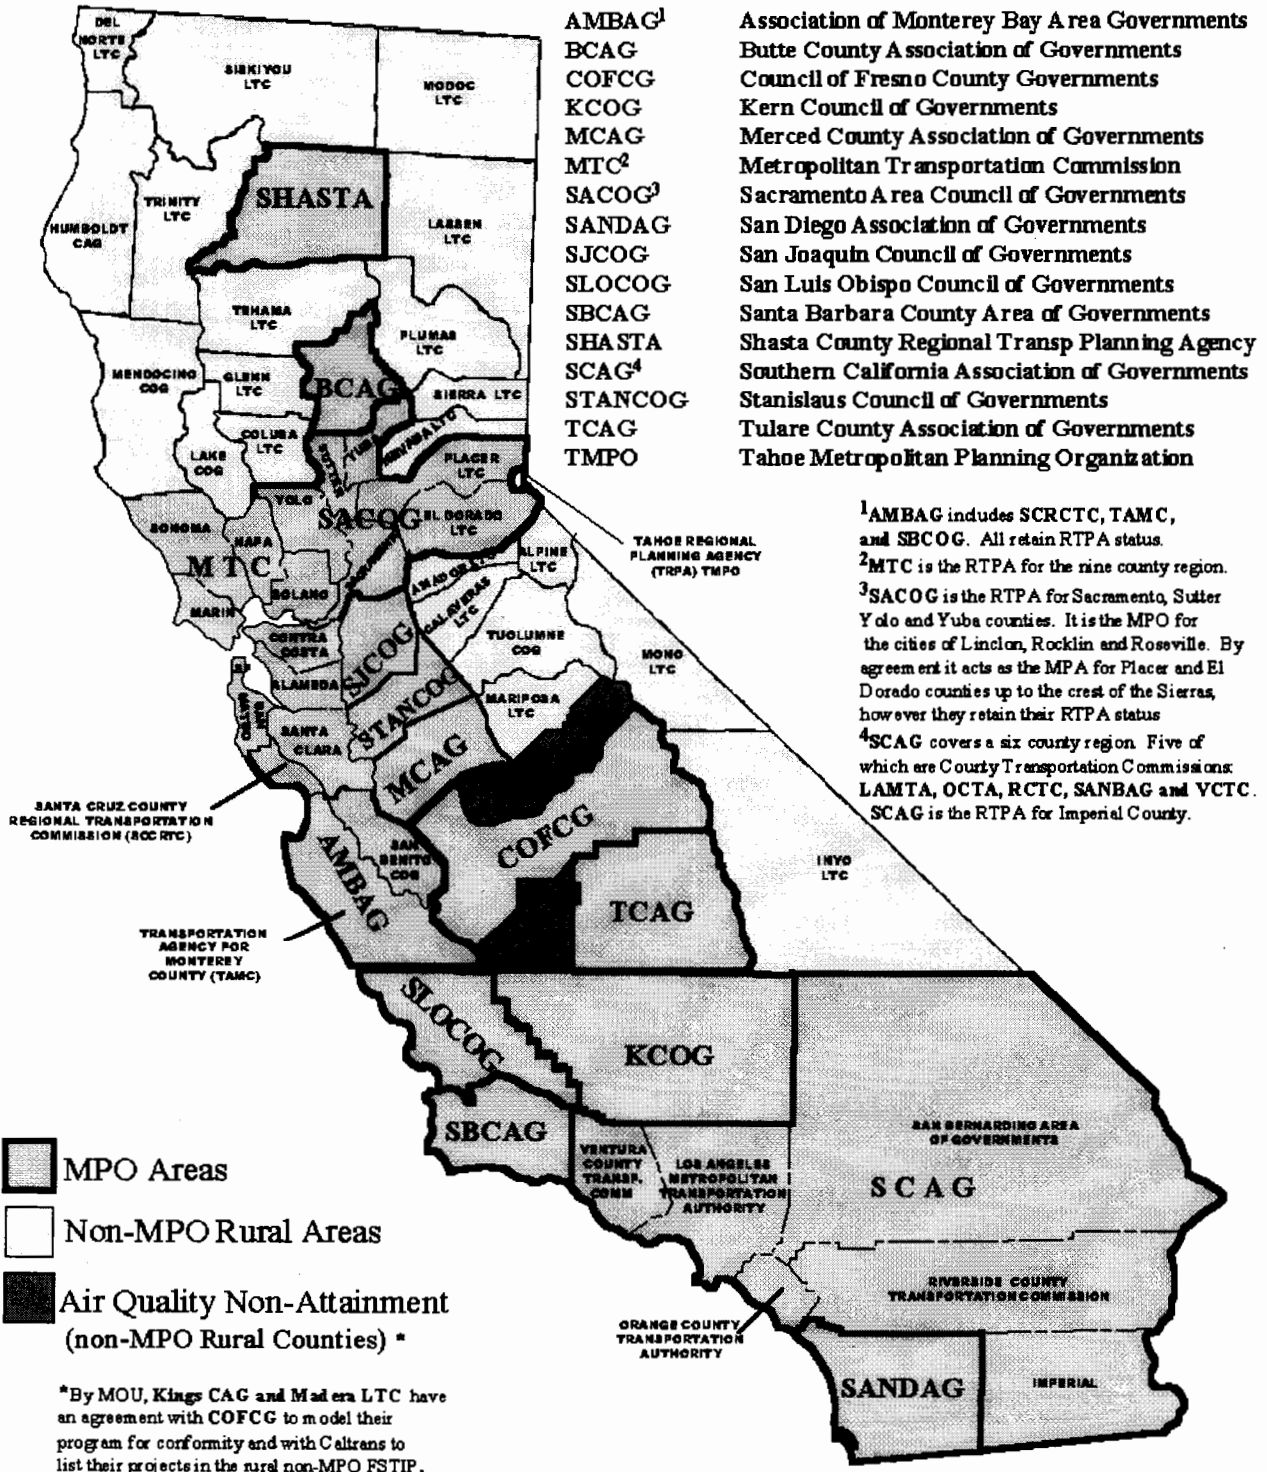 AMBAG1 Association of Monterey Bay Area Governments
BCAG Butte County Association of Governments
COFCG Council of Fresno County Governments
KCOG Kern Council of Governments
MCAG Merced County Association of Governments
MTC2 Metropolitan Transportation Commission
SACOG3 Sacramento Area Council of Governments
SANDAG San Diego Association of Governments
SJCOG San Joaquin Council of Governments
SLOCOG San Luis Obispo Council of Governments
SBCAG Santa Barbara County Area of Governments
SHASTA Shasta County Regional Transp Planning Agency
SCAG4 Southern California Association of Governments
STANCOG Stanislaus Council of Governments
TCAG Tulare County Association of Governments
TMPO Tahoe Metropolitan Planning Organization
1AMBAG includes SCRCTC, TAMC,
and SBCOG. All retain RTPA status.
2MTC is the RTPA for the nine county region.
3SACOG is the RTPA for Sacramento, Sutter
Yolo and Yuba counties. It is the MPO for
the cities of Linclon, Rocklin and Roseville. By
agreement it acts as the MPA for Placer and El
Dorado counties up to the crest of the Sierras,
however they retain their RTPA status
4SCAG covers a six county region. Five of
which are County Transportation Commissions:
LAMTA, OCTA, RCTC, SANBAG and VCTC.
SCAG is the RTPA for Imperial County.
DEL
NORTE
LTC
SISKIYOU
LTC
MODOC
LTC
SHASTA
TRINITY
LTC
HUMBOLDT
CAG
LASSEN
LTC
TEHAMA
LTC
PLUMAS
LTC
MENDOCINO
COG
GLENN
LTC
BCAG
SIERRA LTC
COLUSA
LTC
LAKE
COG
SUTTER
YUBA
NEVADA LTC
PLACER
LTC
YOLO
SACOG
EL DORADO
LTC
SONOMA
NAPA
MTC
SACRAMENTO
SOLANO
MARIN
AMADOR LTC
ALPINE
LTC
TAHOE REGIONAL
PLANNING AGENCY
(TRPA) TMPO
CALAVERAS
LTC
TUOLUMNE
COG
MONO
LTC
CONTRA
COSTA
SJCOG
SF
ALAMEDA
SAN
MATEO
STANCOG
MARIPOSA
LTC
SANTA
CLARA
MCAG
SANTA CRUZ COUNTY
REGIONAL TRANSPORTATION
COMMISSION (SCC RTC)
SAN
BENITO
COG
COFCG
AMBAG
INYO
LTC
TCAG
TRANSPORTATION
AGENCY FOR
MONTEREY
COUNTY (TAMC)
SLOCOG
KCOG
SBCAG
SAN BERNARDINO AREA
OF GOVERNMENTS
VENTURA
COUNTY
TRANSP.
COMM
LOS ANGELES
METROPOLITAN
TRANSPORTATION
AUTHORITY
SCAG
RIVERSIDE COUNTY
TRANSPORTATION COMMISSION
ORANGE COUNTY
TRANSPORTATION
AUTHORITY
SANDAG
IMPERIAL
MPO Areas
Non-MPO Rural Areas
Air Quality Non-Attainment
(non-MPO Rural Counties) *
*By MOU, Kings CAG and Madera LTC have
an agreement with COFCG to model their
program for conformity and with Caltrans to
list their projects in the rural non-MPO FSTIP.